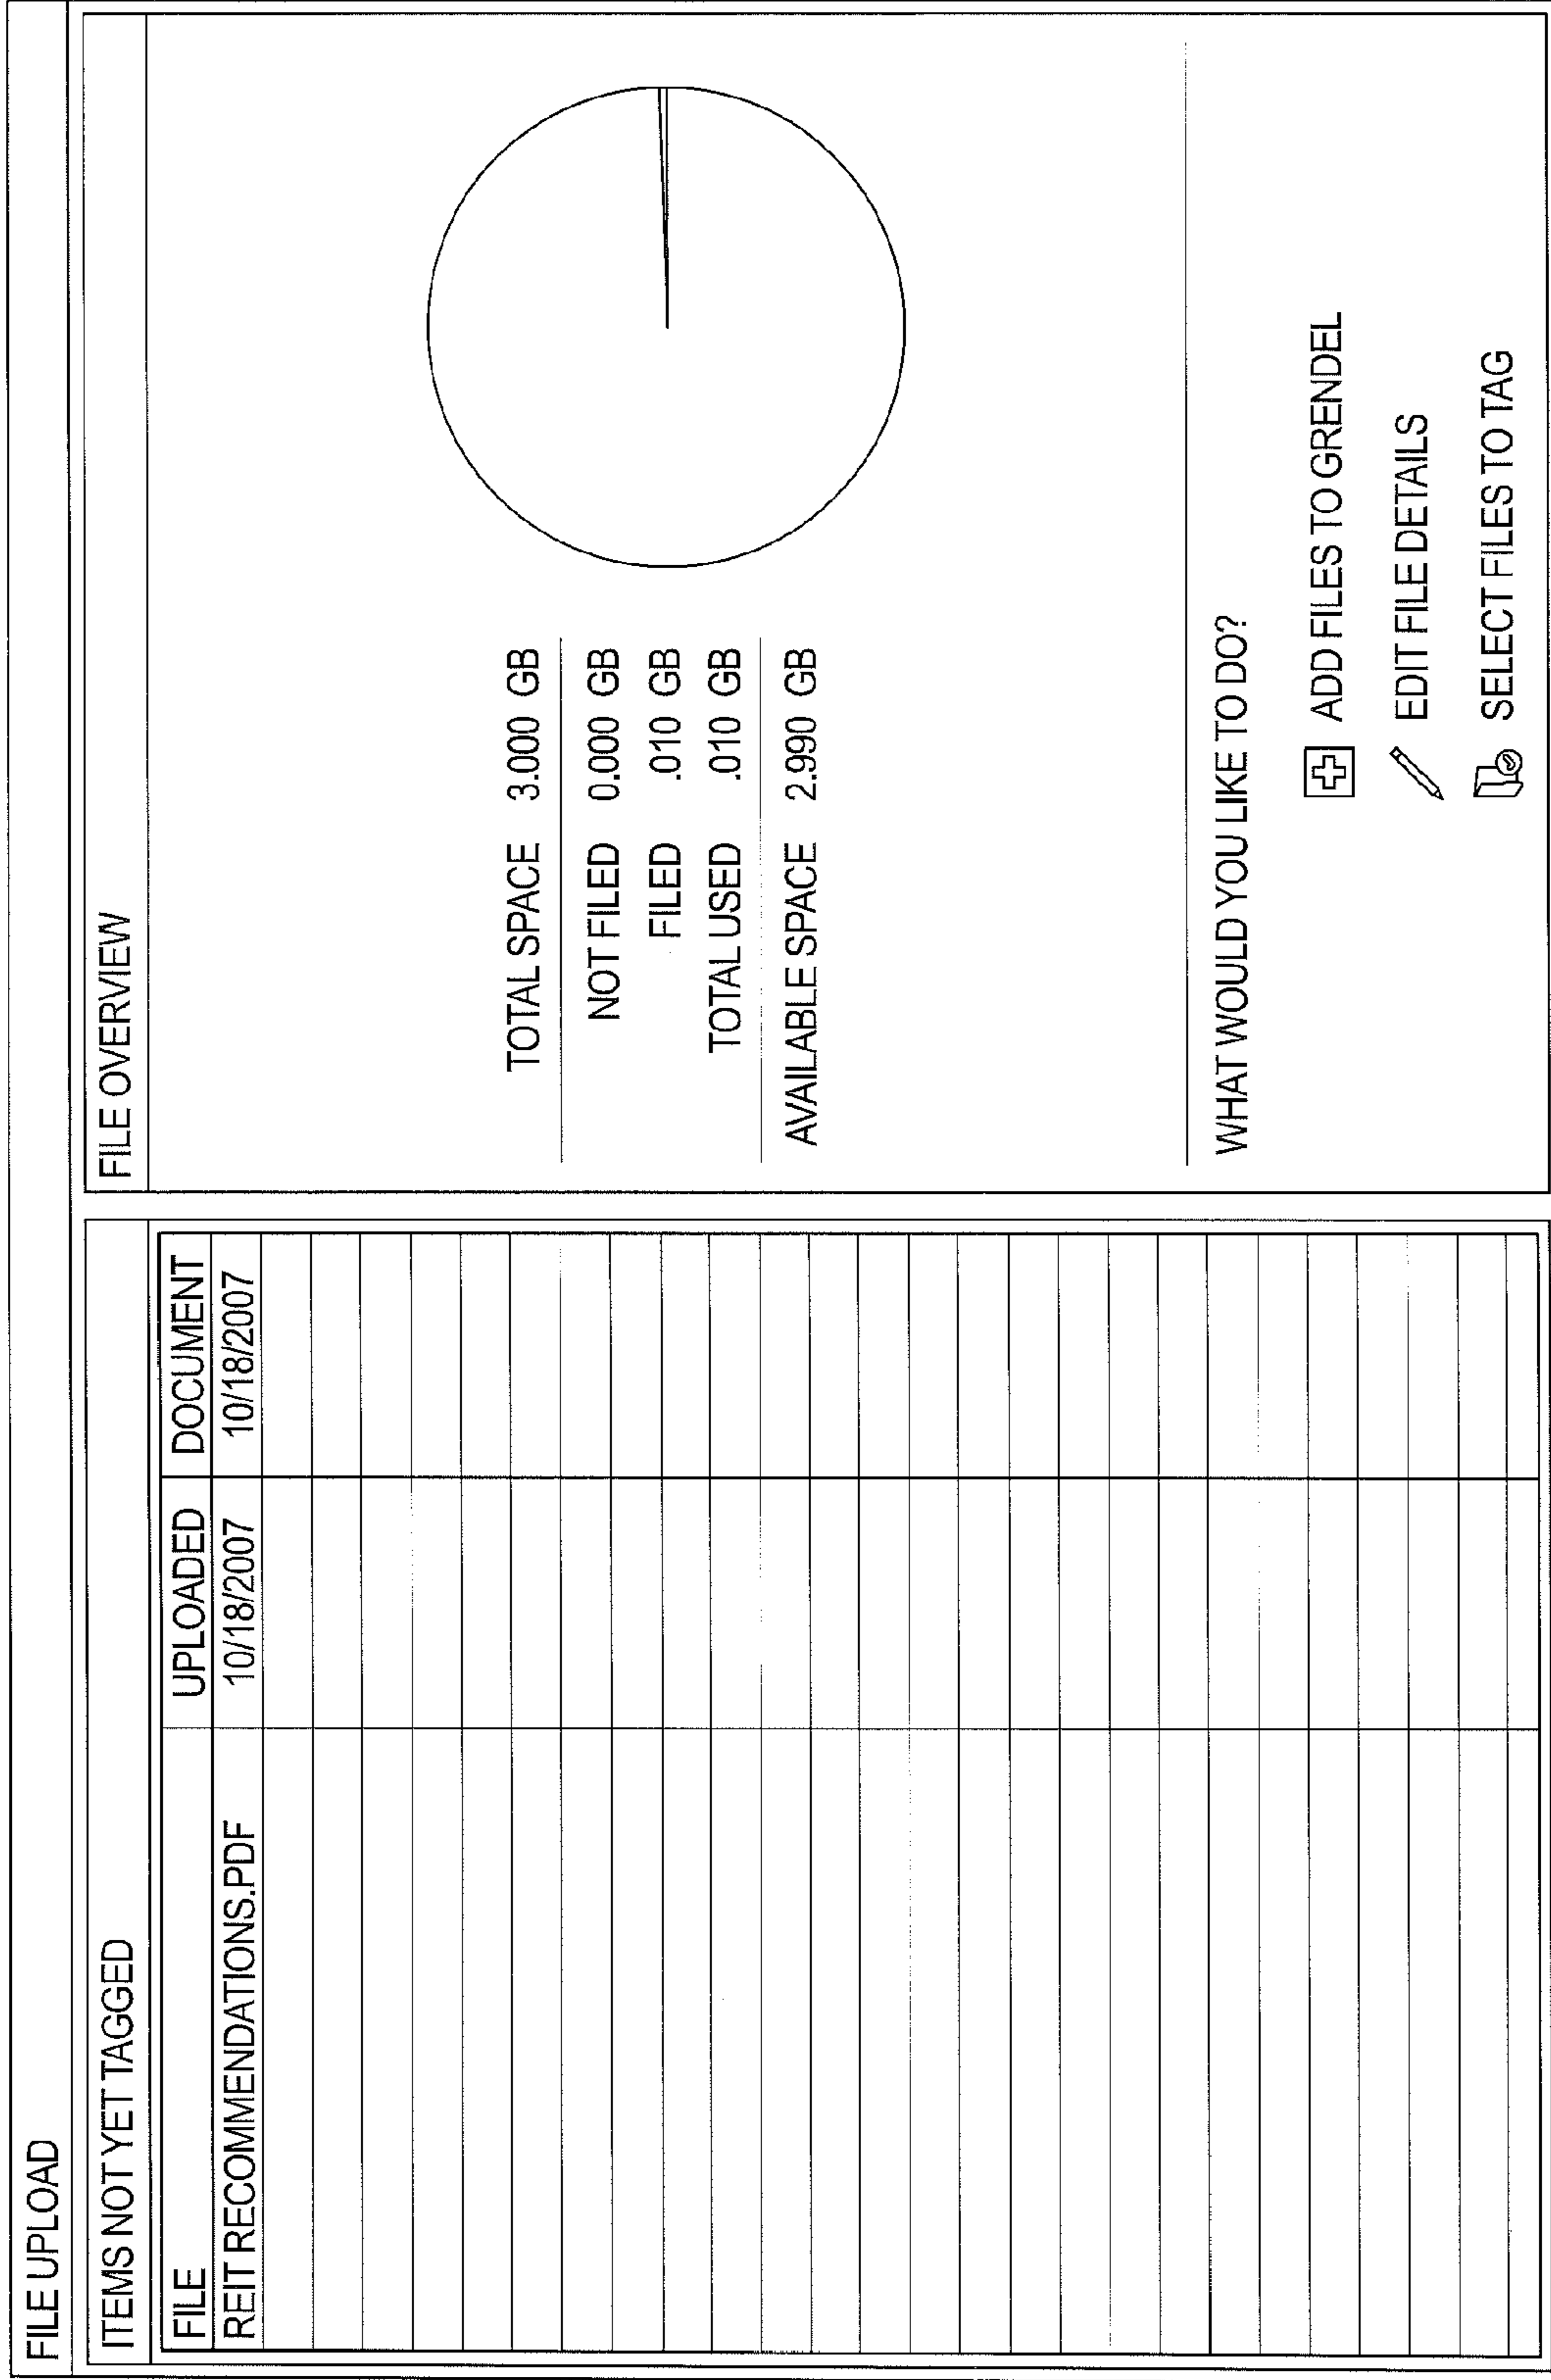 FILE UPLOAD
ITEMS NOT YET TAGGED
FILE UPLOADED DOCUMENT
REIT RECOMMENDATIONS.PDF 10/18/2007 10/18/2007
FILE OVERVIEW
TOTAL SPACE 3.000 GB
NOT FILED 0.000 GB
FILED .010 GB
TOTAL USED .010 GB
AVAILABLE SPACE 2.990 GB
WHAT WOULD YOU LIKE TO DO?
ADD FILES TO GRENDEL
EDIT FILE DETAILS
SELECT FILES TO TAG